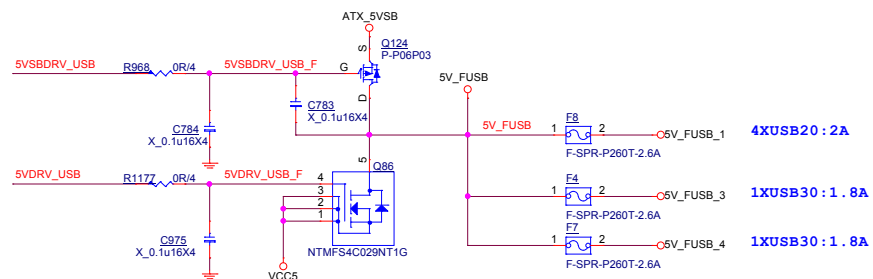 ATX_5VSB
Q124
P-P06P03
S
G
D
5VSBDRV_USB
R968
0R/4
5VSBDRV_USB_F
C784
X_0.1u16X4
C783
X_0.1u16X4
5V_FUSB
5V_FUSB
F8
1
2
5V_FUSB_1
F-SPR-P260T-2.6A
4XUSB20:2A
5VDRV_USB
R1177
0R/4
5VDRV_USB_F
C975
X_0.1u16X4
5
Q86
4
3
2
1
NTMFS4C029NT1G
VCC5
F4
1
2
5V_FUSB_3
F-SPR-P260T-2.6A
1XUSB30:1.8A
F7
1
2
5V_FUSB_4
F-SPR-P260T-2.6A
1XUSB30:1.8A